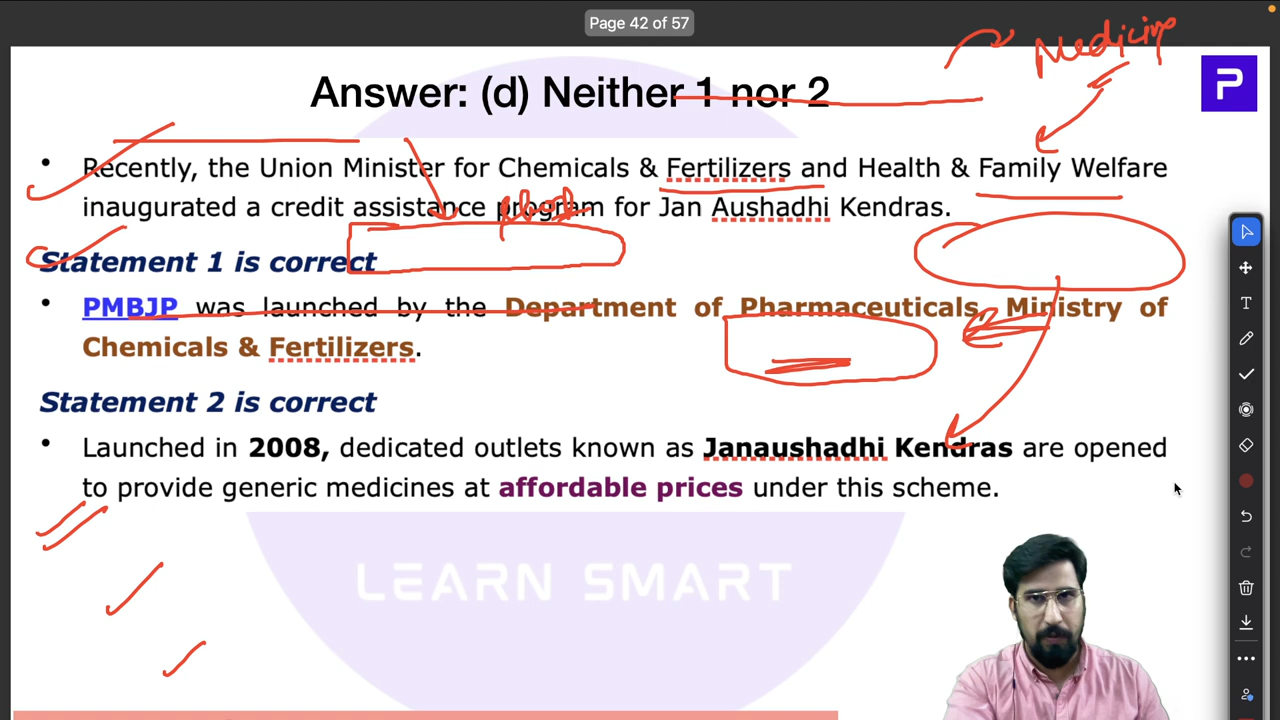 Page 42 of 57
Medicine
Answer: (d) Neither 1 nor 2
P
• Recently, the Union Minister for Chemicals & Fertilizers and Health & Family Welfare
inaugurated a credit assistance program for Jan Aushadhi Kendras.
Statement 1 is correct
• PMBJP was launched by the Department of Pharmaceuticals, Ministry of
Chemicals & Fertilizers.
Statement 2 is correct
• Launched in 2008, dedicated outlets known as Janaushadhi Kendras are opened
to provide generic medicines at affordable prices under this scheme.
LEARN SMART